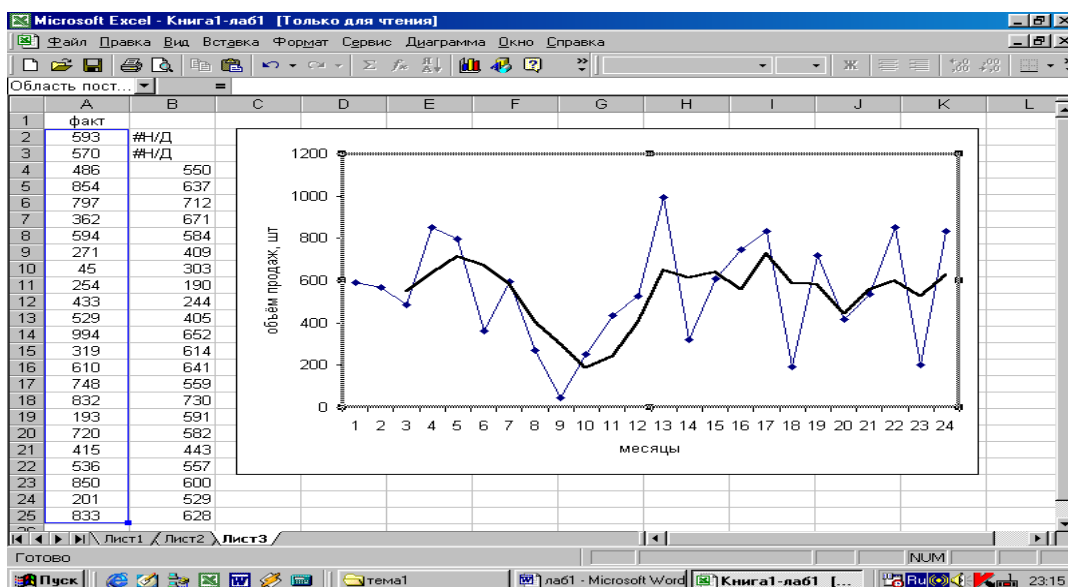 Microsoft Excel - Книга1-лаб1 [Только для чтения]
Файл Правка Вид Вставка Формат Сервис Диаграмма Окно Справка
Ж
Область пост... =
A B C D E F G H I J K L
1 факт
2 593 #Н/Д
3 570 #Н/Д
4 486 550
5 854 637
6 797 712
7 362 671
8 594 584
9 271 409
10 45 303
11 254 190
12 433 244
13 529 405
14 994 652
15 319 614
16 610 641
17 748 559
18 832 730
19 193 591
20 720 582
21 415 443
22 536 557
23 850 600
24 201 529
25 833 628
1200
1000
800
600
400
200
0
объём продаж, шт
1 2 3 4 5 6 7 8 9 10 11 12 13 14 15 16 17 18 19 20 21 22 23 24
месяцы
Лист1 Лист2 Лист3
Готово NUM
Пуск тема1 лаб1 - Microsoft Word Книга1-лаб1 [... Ru 23:15